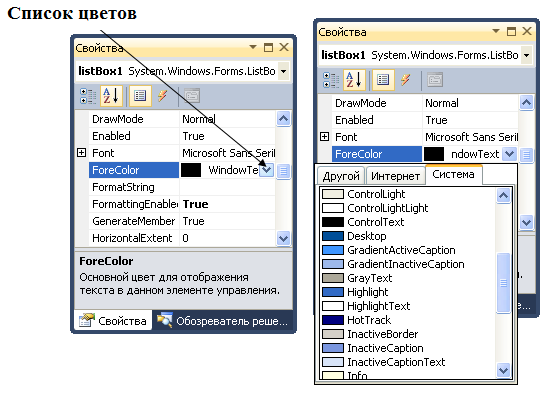 Список цветов
Свойства
listBox1 System.Windows.Forms.ListBo
DrawMode Normal
Enabled True
Font Microsoft Sans Serif
ForeColor WindowTe
FormatString
FormattingEnabled True
GenerateMember True
HorizontalExtent 0
ForeColor
Основной цвет для отображения
текста в данном элементе управления.
Свойства Обозреватель реше...
Свойства
listBox1 System.Windows.Forms.ListBo
DrawMode Normal
Enabled True
Font Microsoft Sans Serif
ForeColor ndowText
Другой Интернет Система
ControlLight
ControlLightLight
ControlText
Desktop
GradientActiveCaption
GradientInactiveCaption
GrayText
Highlight
HighlightText
HotTrack
InactiveBorder
InactiveCaption
InactiveCaptionText
Info